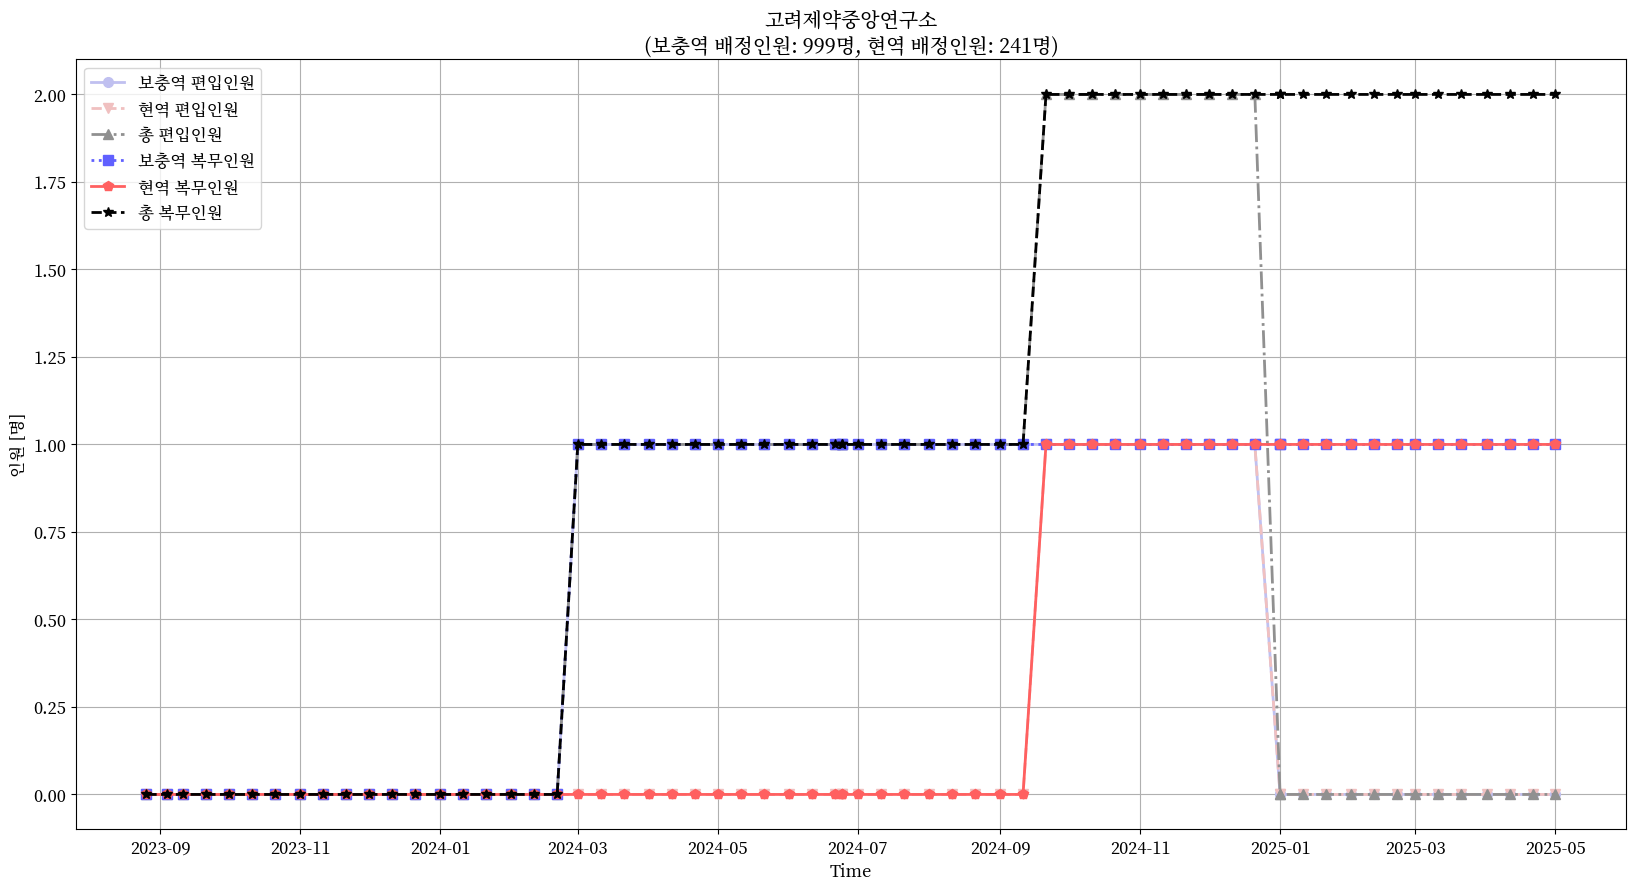 고려제약중앙연구소
(보충역 배정인원: 999명, 현역 배정인원: 241명)
보충역 편입인원
현역 편입인원
총 편입인원
보충역 복무인원
현역 복무인원
총 복무인원
2.00
1.75
1.50
1.25
1.00
0.75
0.50
0.25
0.00
인원 [명]
2023-09
2023-11
2024-01
2024-03
2024-05
2024-07
2024-09
2024-11
2025-01
2025-03
2025-05
Time